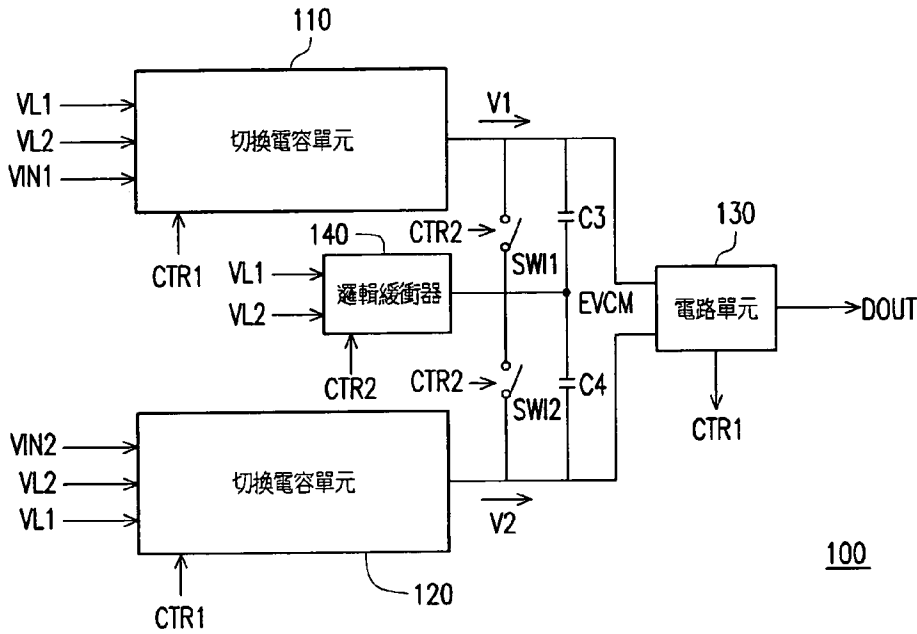 110
VL1
VL2
VIN1
切換電容單元
V1
CTR1
140
VL1
VL2
邏輯緩衝器
CTR2
CTR2
SWI1
C3
EVCM
CTR2
SWI2
C4
130
電路單元
DOUT
CTR1
VIN2
VL2
VL1
切換電容單元
V2
CTR1
120
100